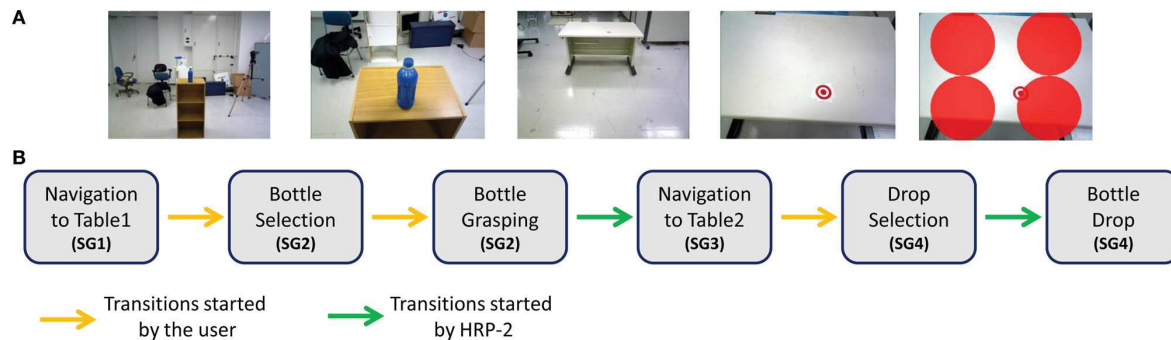 A
B
Navigation
to Table1
(SG1)
Bottle
Selection
(SG2)
Bottle
Grasping
(SG2)
Navigation
to Table2
(SG3)
Drop
Selection
(SG4)
Bottle
Drop
(SG4)
Transitions started
by the user
Transitions started
by HRP-2